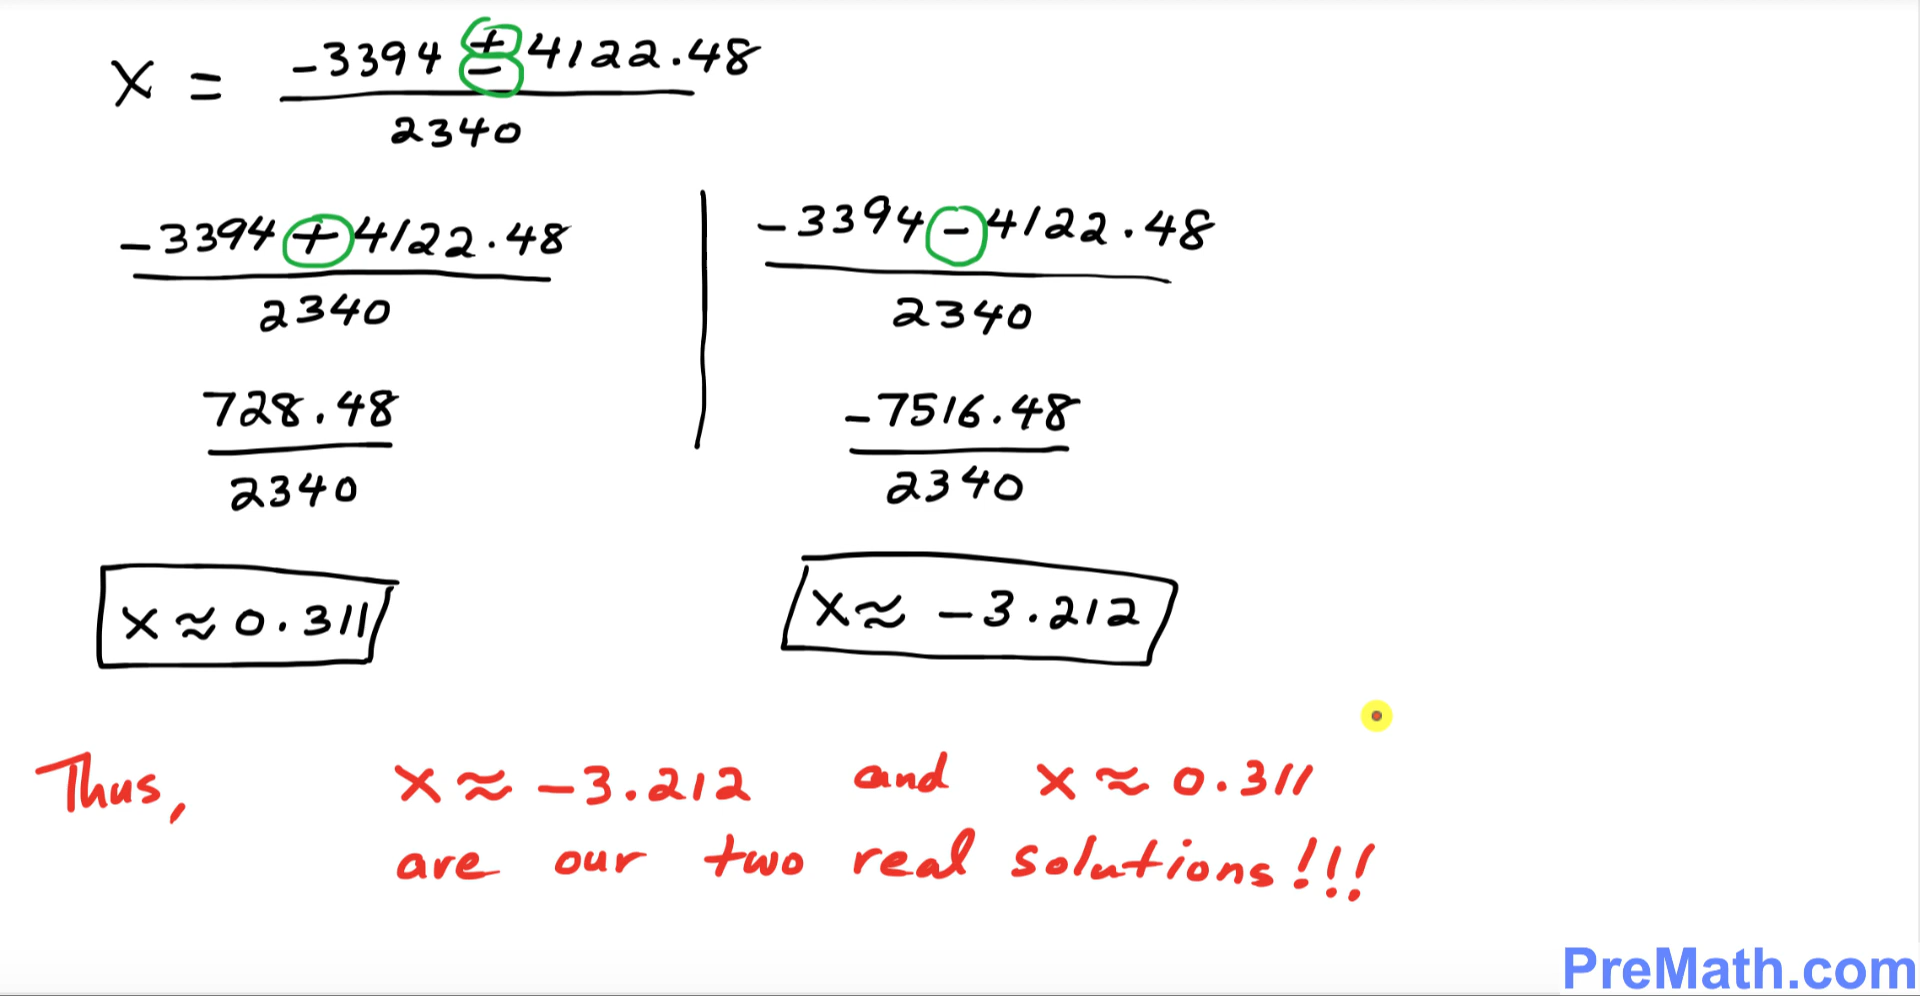 x = -3394 ± 4122.48
2340
-3394 + 4122.48
2340
728.48
2340
x ≈ 0.311
-3394 - 4122.48
2340
-7516.48
2340
x ≈ -3.212
Thus, x ≈ -3.212 and x ≈ 0.311
are our two real solutions!!!
PreMath.com